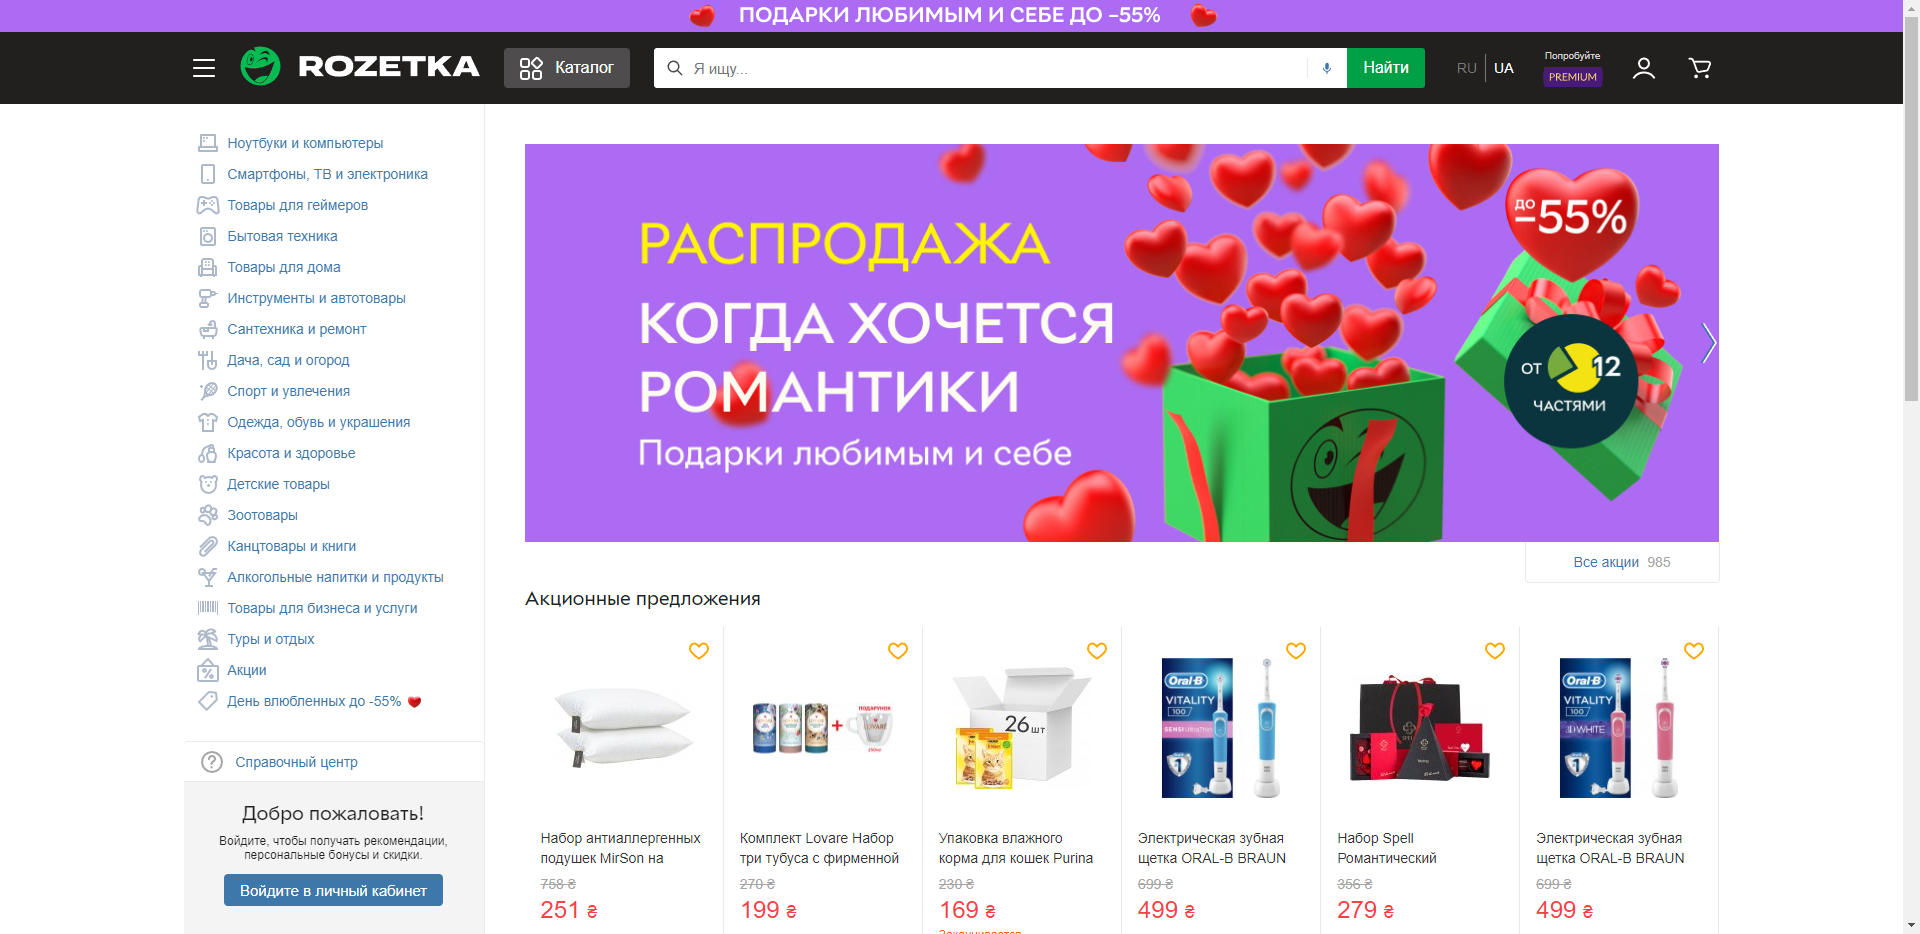 ПОДАРКИ ЛЮБИМЫМ И СЕБЕ ДО –55%
ROZETKA
Каталог
Я ищу...
Найти
RU
UA
Попробуйте
PREMIUM
Ноутбуки и компьютеры
Смартфоны, ТВ и электроника
Товары для геймеров
Бытовая техника
Товары для дома
Инструменты и автотовары
Сантехника и ремонт
Дача, сад и огород
Спорт и увлечения
Одежда, обувь и украшения
Красота и здоровье
Детские товары
Зоотовары
Канцтовары и книги
Алкогольные напитки и продукты
Товары для бизнеса и услуги
Туры и отдых
Акции
День влюбленных до -55%
Справочный центр
Добро пожаловать!
Войдите, чтобы получать рекомендации,
персональные бонусы и скидки.
Войдите в личный кабинет
РАСПРОДАЖА
КОГДА ХОЧЕТСЯ
РОМАНТИКИ
Подарки любимым и себе
ДО –55%
ОТ 12
ЧАСТЯМИ
Все акции 985
Акционные предложения
ПОДАРУНОК
LOVARE
26 шт
Oral-B
VITALITY
100
SENSI UltraThin
Oral-B
VITALITY
100
3D WHITE
Набор антиаллергенных
подушек MirSon на
758 ₴
251 ₴
Комплект Lovare Набор
три тубуса с фирменной
270 ₴
199 ₴
Упаковка влажного
корма для кошек Purina
230 ₴
169 ₴
Электрическая зубная
щетка ORAL-B BRAUN
699 ₴
499 ₴
Набор Spell
Романтический
356 ₴
279 ₴
Электрическая зубная
щетка ORAL-B BRAUN
699 ₴
499 ₴